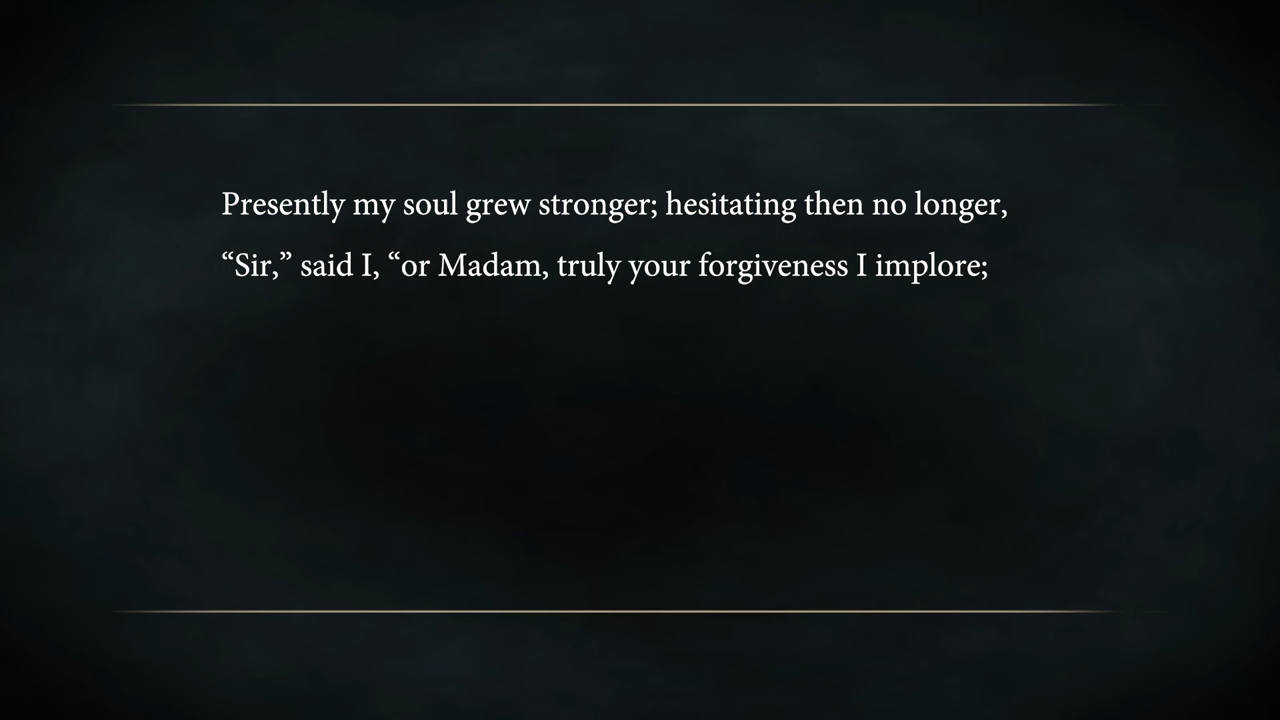 Presently my soul grew stronger; hesitating then no longer,
“Sir,” said I, “or Madam, truly your forgiveness I implore;